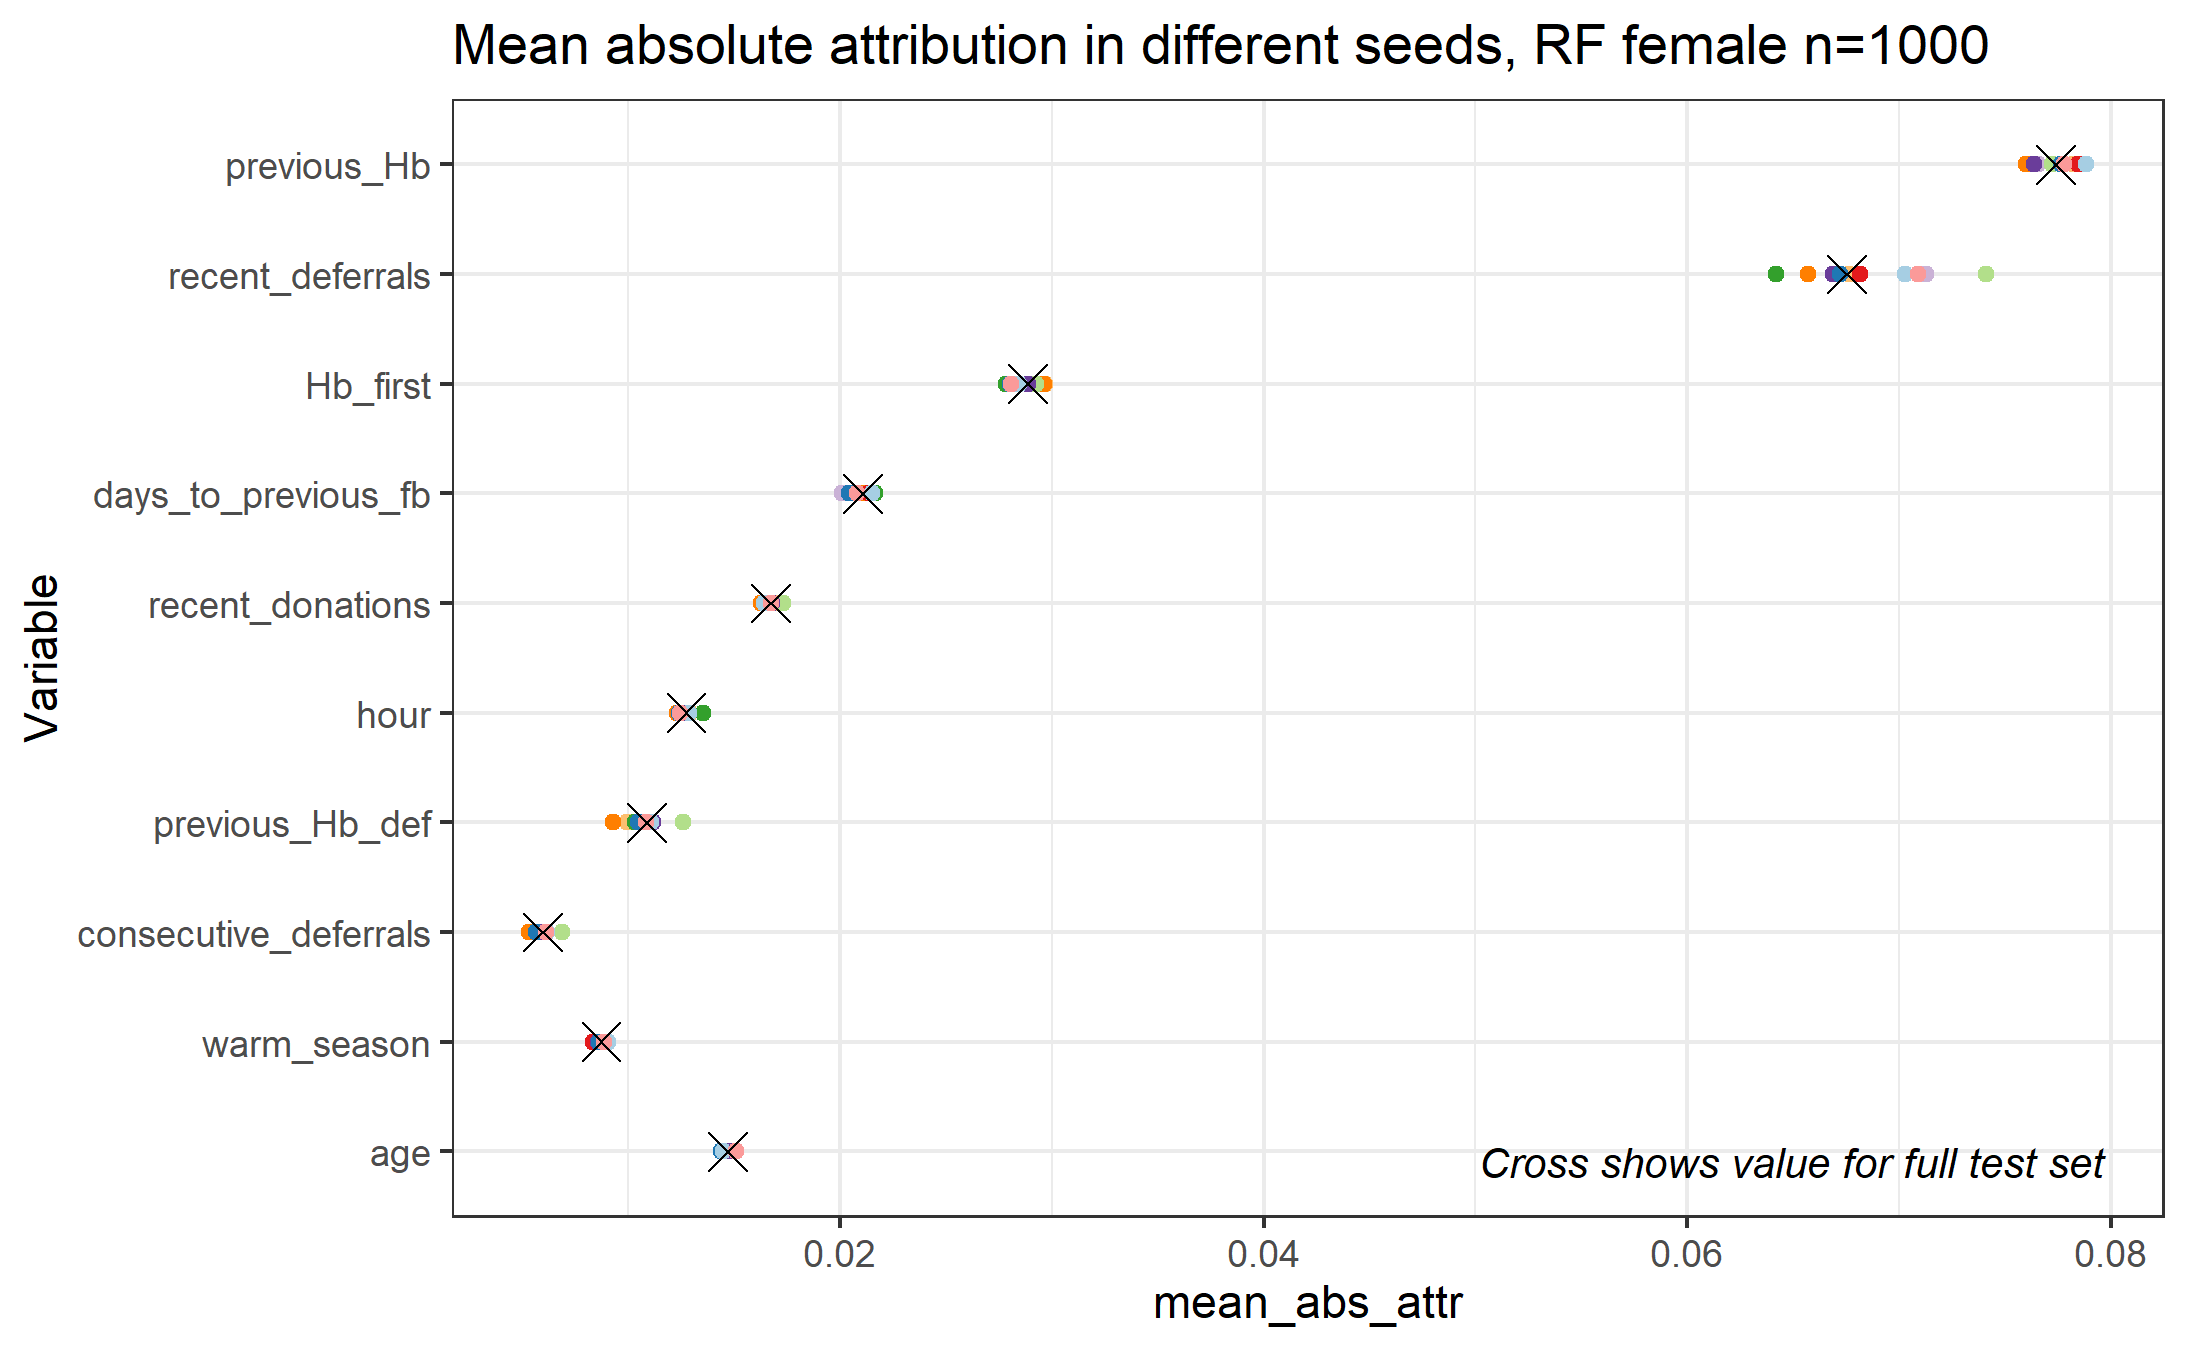 Mean absolute attribution in different seeds, RF female n=1000
previous_Hb
recent_deferrals
Hb_first
days_to_previous_fb
recent_donations
hour
previous_Hb_def
consecutive_deferrals
warm_season
age
Variable
Cross shows value for full test set
0.02 0.04 0.06 0.08
mean_abs_attr